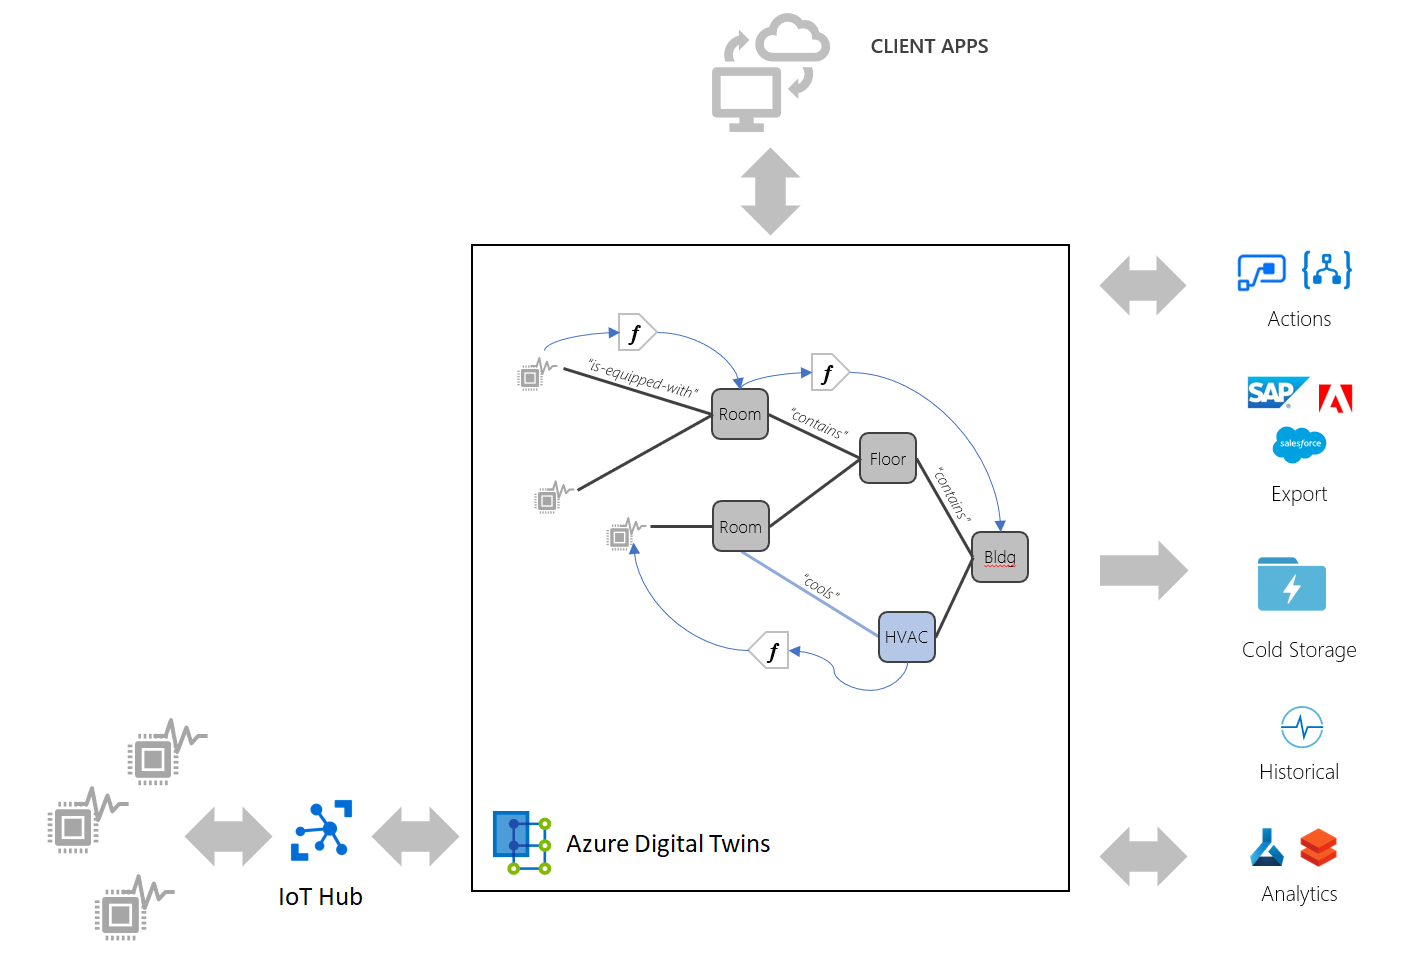 CLIENT APPS
Actions
f
"is-equipped-with"
f
Room
"contains"
SAP
salesforce
Floor
"contains"
Export
Room
Bldg
"cools"
HVAC
f
Cold Storage
Historical
Azure Digital Twins
IoT Hub
Analytics